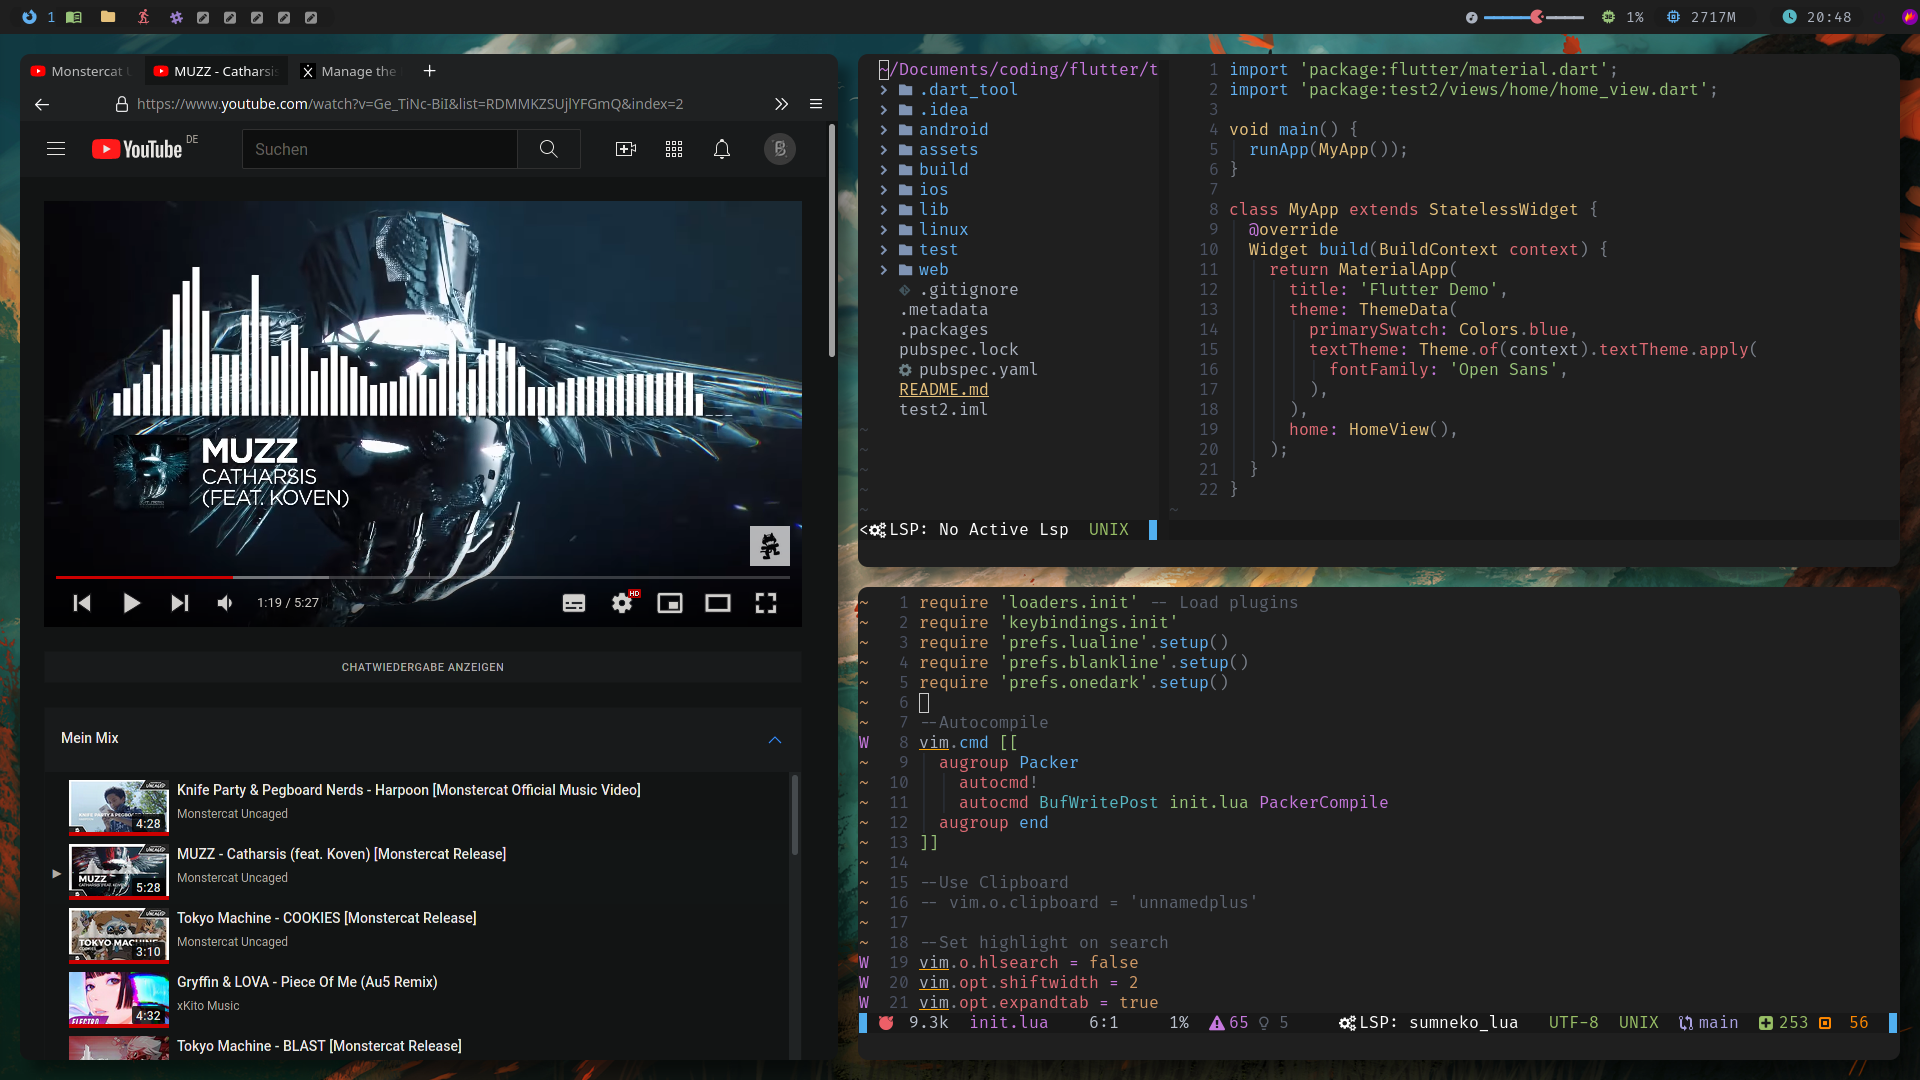 1
1%
2717M
20:48
Monstercat U
MUZZ - Catharsis
Manage the
https://www.youtube.com/watch?v=Ge_TiNc-BiI&list=RDMMKZSUjlYFGmQ&index=2
YouTube DE
Suchen
MUZZ
CATHARSIS
(FEAT. KOVEN)
1:19 / 5:27
HD
CHATWIEDERGABE ANZEIGEN
Mein Mix
Knife Party & Pegboard Nerds - Harpoon [Monstercat Official Music Video]
Monstercat Uncaged
4:28
MUZZ - Catharsis (feat. Koven) [Monstercat Release]
Monstercat Uncaged
MUZZ
5:28
Tokyo Machine - COOKIES [Monstercat Release]
Monstercat Uncaged
3:10
Gryffin & LOVA - Piece Of Me (Au5 Remix)
xKito Music
ELECTRO
4:32
Tokyo Machine - BLAST [Monstercat Release]
~/Documents/coding/flutter/t
.dart_tool
.idea
android
assets
build
ios
lib
linux
test
web
.gitignore
.metadata
.packages
pubspec.lock
pubspec.yaml
README.md
test2.iml
~
~
~
~
~
1 import 'package:flutter/material.dart';
2 import 'package:test2/views/home/home_view.dart';
3
4 void main() {
5 runApp(MyApp());
6 }
7
8 class MyApp extends StatelessWidget {
9 @override
10 Widget build(BuildContext context) {
11 return MaterialApp(
12 title: 'Flutter Demo',
13 theme: ThemeData(
14 primarySwatch: Colors.blue,
15 textTheme: Theme.of(context).textTheme.apply(
16 fontFamily: 'Open Sans',
17 ),
18 ),
19 home: HomeView(),
20 );
21 }
22 }
~
< LSP: No Active Lsp UNIX
~ 1 require 'loaders.init' -- Load plugins
~ 2 require 'keybindings.init'
~ 3 require 'prefs.lualine'.setup()
~ 4 require 'prefs.blankline'.setup()
~ 5 require 'prefs.onedark'.setup()
~ 6
~ 7 --Autocompile
W 8 vim.cmd [[
~ 9 augroup Packer
~ 10 autocmd!
~ 11 autocmd BufWritePost init.lua PackerCompile
~ 12 augroup end
~ 13 ]]
~ 14
~ 15 --Use Clipboard
~ 16 -- vim.o.clipboard = 'unnamedplus'
~ 17
~ 18 --Set highlight on search
W 19 vim.o.hlsearch = false
W 20 vim.opt.shiftwidth = 2
W 21 vim.opt.expandtab = true
9.3k init.lua 6:1 1% 65 5 LSP: sumneko_lua UTF-8 UNIX main 253 56